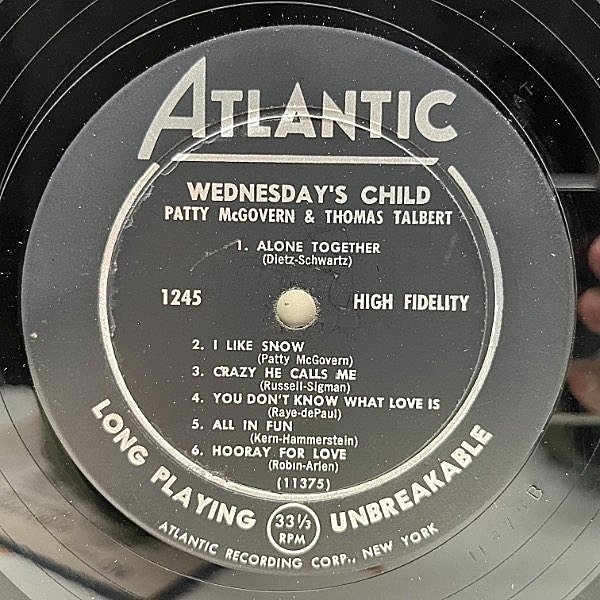 ATLANTIC
WEDNESDAY'S CHILD
PATTY McGOVERN & THOMAS TALBERT
1. ALONE TOGETHER
(Dietz-Schwartz)
1245 HIGH FIDELITY
2. I LIKE SNOW
(Patty McGovern)
3. CRAZY HE CALLS ME
(Russell-Sigman)
4. YOU DON'T KNOW WHAT LOVE IS
(Raye-dePaul)
5. ALL IN FUN
(Kern-Hammerstein)
6. HOORAY FOR LOVE
(Robin-Arlen)
(11375)
LONG PLAYING 33⅓ RPM UNBREAKABLE
ATLANTIC RECORDING CORP., NEW YORK